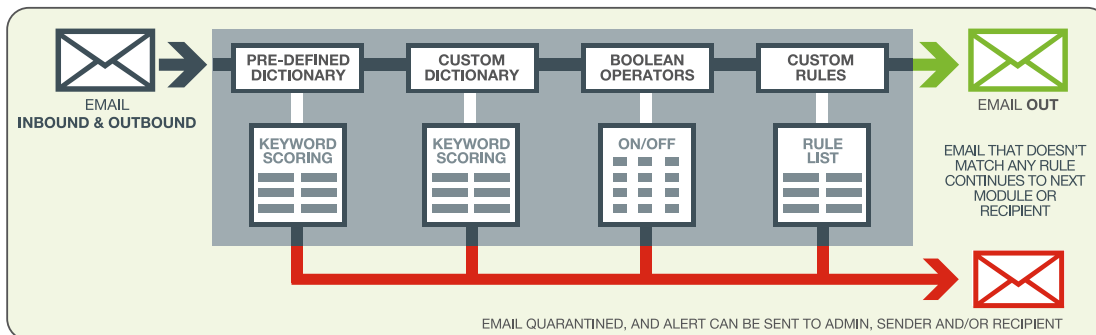 EMAIL
INBOUND & OUTBOUND
PRE-DEFINED
DICTIONARY
CUSTOM
DICTIONARY
BOOLEAN
OPERATORS
CUSTOM
RULES
KEYWORD
SCORING
KEYWORD
SCORING
ON/OFF
RULE
LIST
EMAIL OUT
EMAIL THAT DOESN'T
MATCH ANY RULE
CONTINUES TO NEXT
MODULE OR
RECIPIENT
EMAIL QUARANTINED, AND ALERT CAN BE SENT TO ADMIN, SENDER AND/OR RECIPIENT